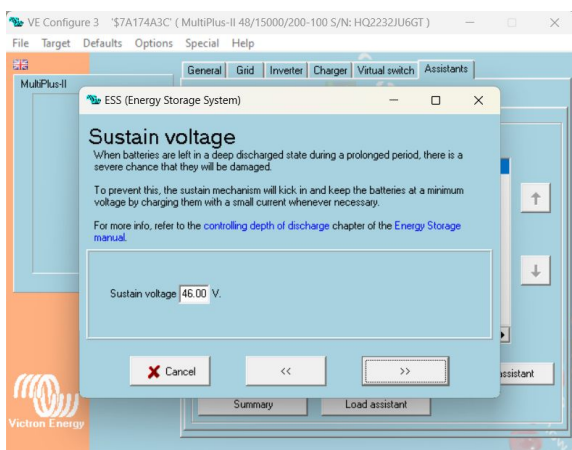 VE Configure 3 '$7A174A3C' ( MultiPlus-II 48/15000/200-100 S/N: HQ2232JU6GT )
File Target Defaults Options Special Help
General Grid Inverter Charger Virtual switch Assistants
MultiPlus-II
ESS (Energy Storage System)
Sustain voltage
When batteries are left in a deep discharged state during a prolonged period, there is a
severe chance that they will be damaged.
To prevent this, the sustain mechanism will kick in and keep the batteries at a minimum
voltage by charging them with a small current whenever necessary.
For more info, refer to the controlling depth of discharge chapter of the Energy Storage
manual.
Sustain voltage 46.00 V.
Cancel << >>
assistant
Summary Load assistant
Victron Energy